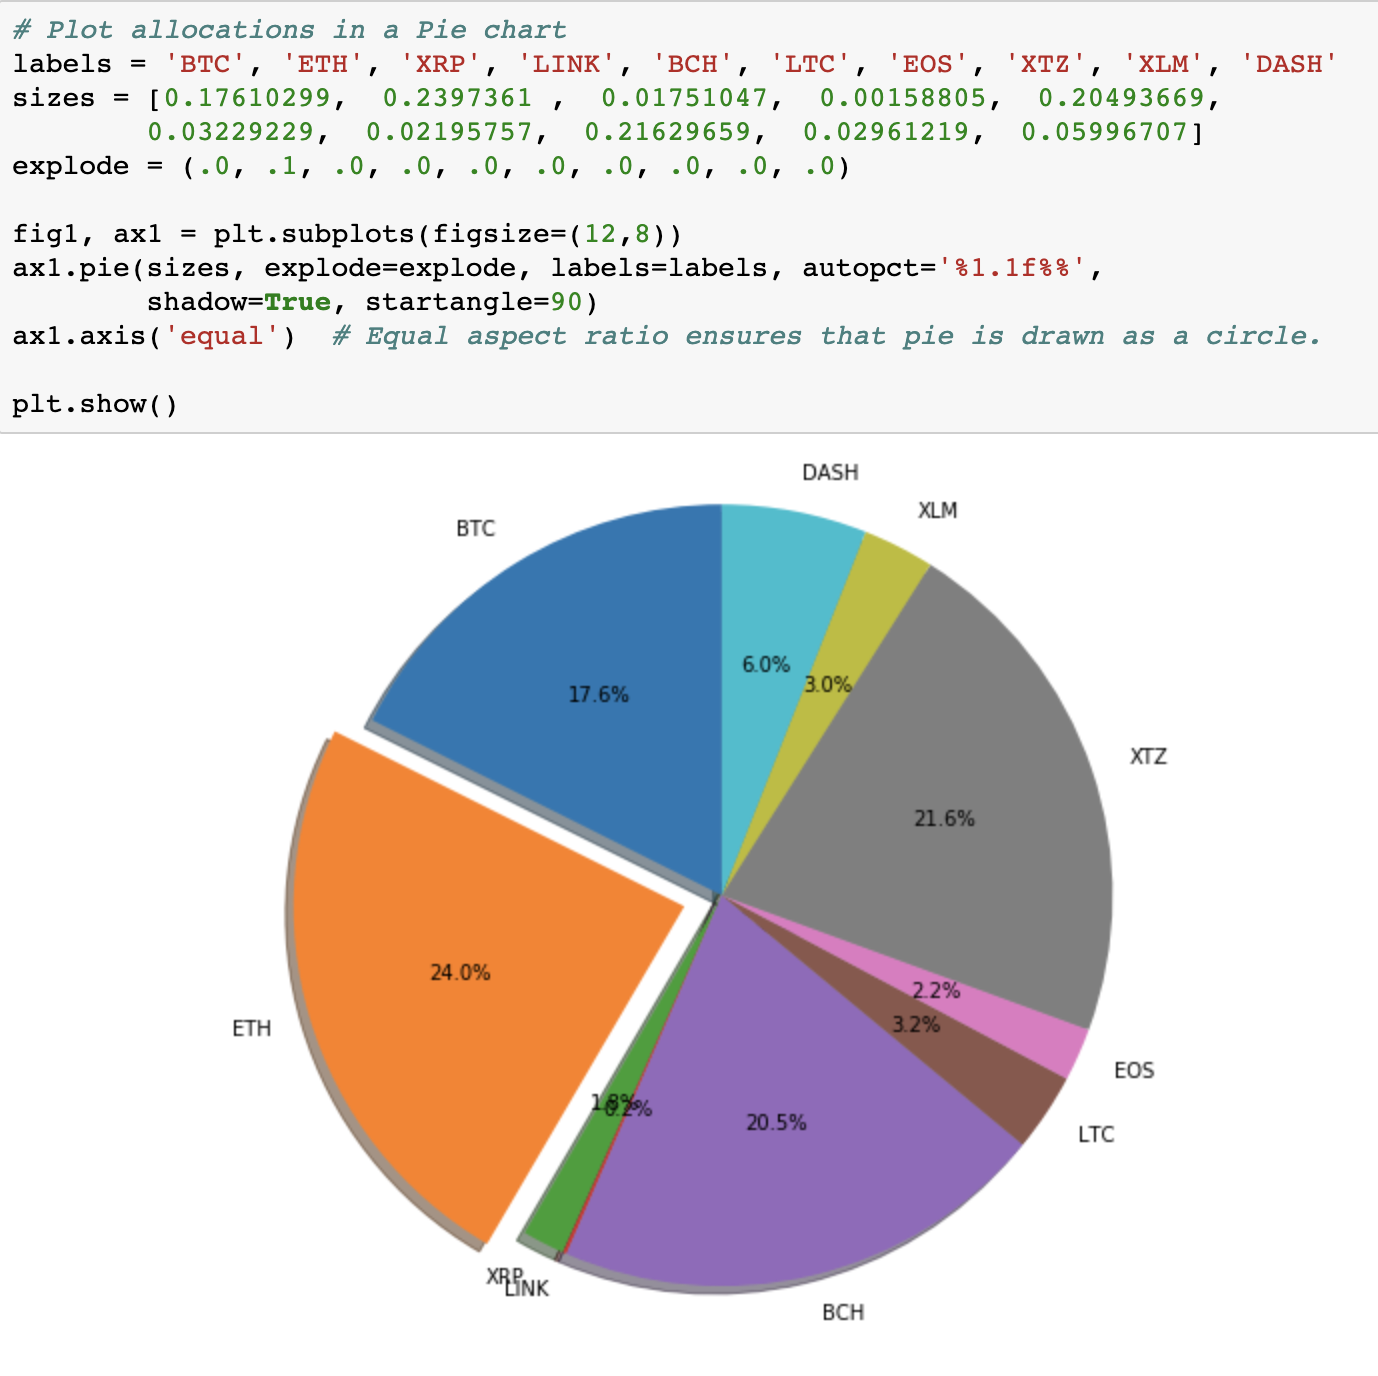 # Plot allocations in a Pie chart
labels = 'BTC', 'ETH', 'XRP', 'LINK', 'BCH', 'LTC', 'EOS', 'XTZ', 'XLM', 'DASH'
sizes = [0.17610299,  0.2397361 ,  0.01751047,  0.00158805,  0.20493669,
        0.03229229,  0.02195757,  0.21629659,  0.02961219,  0.05996707]
explode = (.0, .1, .0, .0, .0, .0, .0, .0, .0, .0)
fig1, ax1 = plt.subplots(figsize=(12,8))
ax1.pie(sizes, explode=explode, labels=labels, autopct='%1.1f%%',
        shadow=True, startangle=90)
ax1.axis('equal')  # Equal aspect ratio ensures that pie is drawn as a circle.
plt.show()
DASH
XLM
BTC
6.0%
3.0%
17.6%
XTZ
21.6%
24.0%
2.2%
3.2%
ETH
EOS
1.8%
0.2%
20.5%
LTC
XRP
LINK
BCH